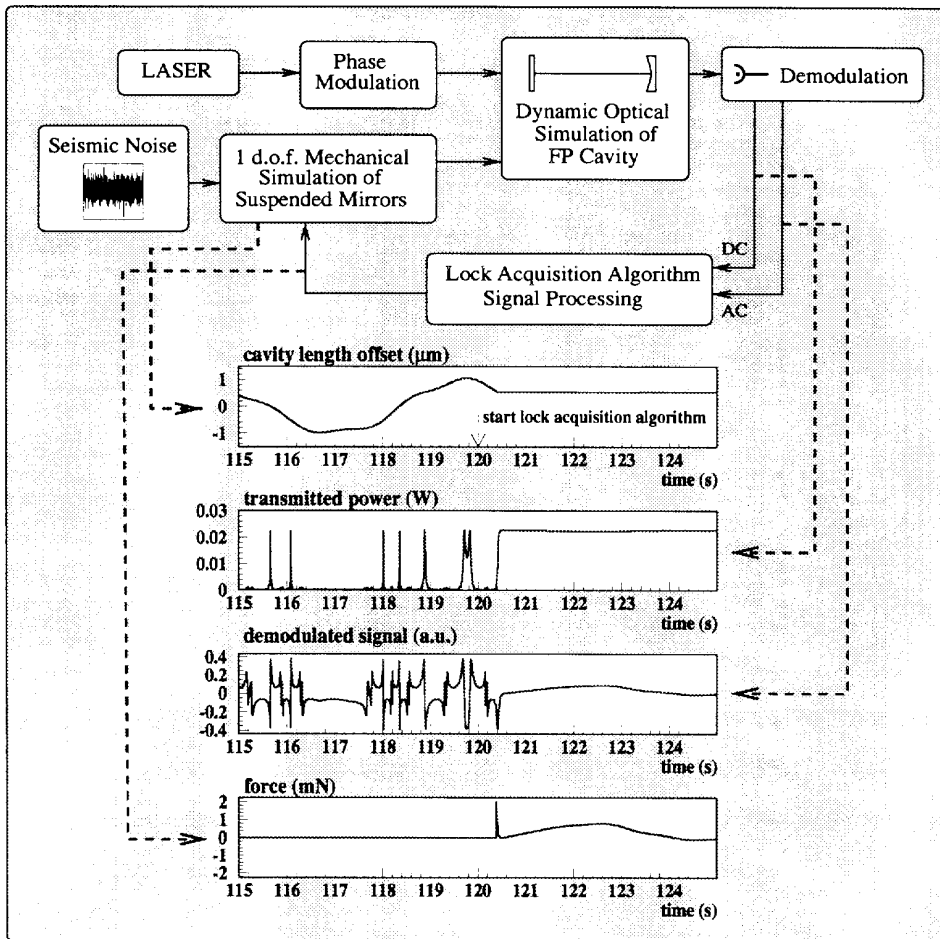 LASER
Phase
Modulation
Dynamic Optical
Simulation of
FP Cavity
Demodulation
Seismic Noise
1 d.o.f. Mechanical
Simulation of
Suspended Mirrors
Lock Acquisition Algorithm
Signal Processing
DC
AC
cavity length offset (μm)
1
0
-1
start lock acquisition algorithm
115 116 117 118 119 120 121 122 123 124
time (s)
transmitted power (W)
0.03
0.02
0.01
0
115 116 117 118 119 120 121 122 123 124
time (s)
demodulated signal (a.u.)
0.4
0.2
0
-0.2
-0.4
115 116 117 118 119 120 121 122 123 124
time (s)
force (mN)
2
1
0
-1
-2
115 116 117 118 119 120 121 122 123 124
time (s)